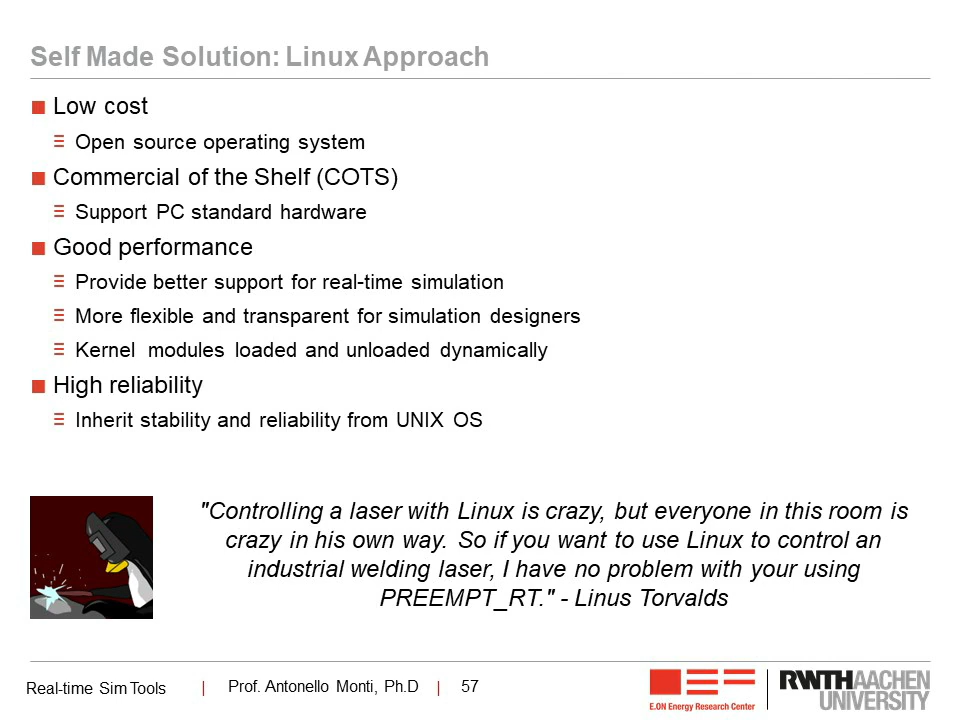 Self Made Solution: Linux Approach
Low cost
Open source operating system
Commercial of the Shelf (COTS)
Support PC standard hardware
Good performance
Provide better support for real-time simulation
More flexible and transparent for simulation designers
Kernel modules loaded and unloaded dynamically
High reliability
Inherit stability and reliability from UNIX OS
"Controlling a laser with Linux is crazy, but everyone in this room is
crazy in his own way. So if you want to use Linux to control an
industrial welding laser, I have no problem with your using
PREEMPT_RT." - Linus Torvalds
Real-time Sim Tools | Prof. Antonello Monti, Ph.D | 57
E.ON Energy Research Center
RWTHAACHEN
UNIVERSITY